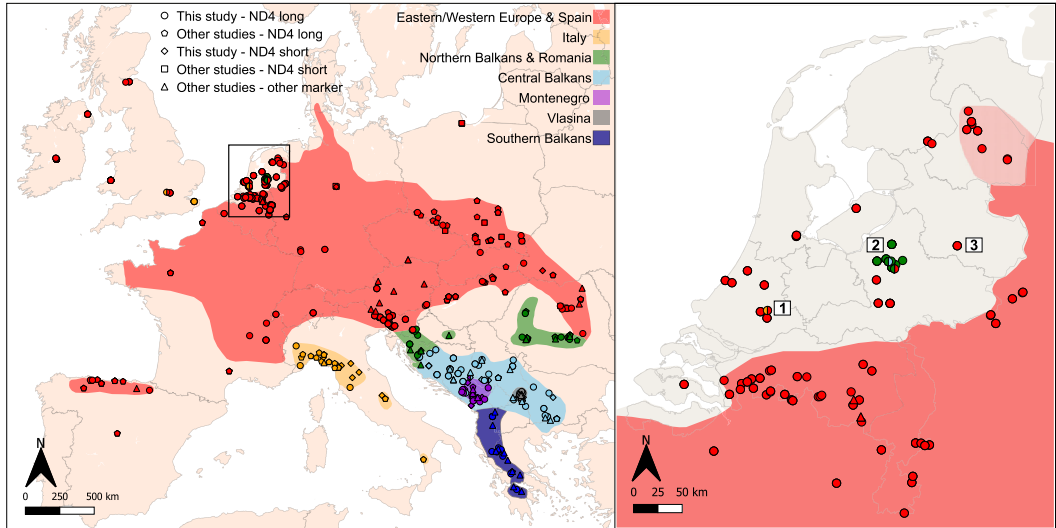 This study - ND4 long
Other studies - ND4 long
This study - ND4 short
Other studies - ND4 short
Other studies - other marker
Eastern/Western Europe & Spain
Italy
Northern Balkans & Romania
Central Balkans
Montenegro
Vlasina
Southern Balkans
N
0 250 500 km
2
3
1
N
0 25 50 km